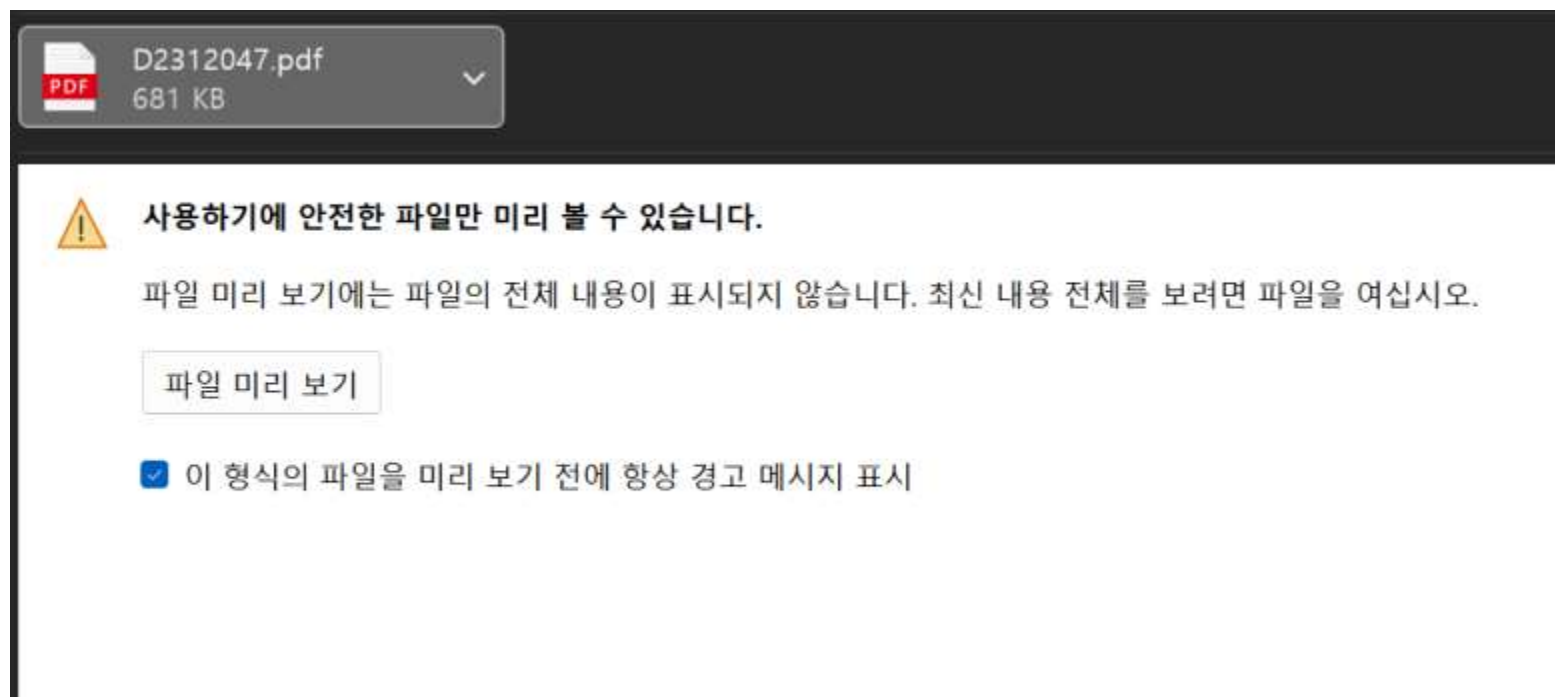 D2312047.pdf
PDF
681 KB
사용하기에 안전한 파일만 미리 볼 수 있습니다.
파일 미리 보기에는 파일의 전체 내용이 표시되지 않습니다. 최신 내용 전체를 보려면 파일을 여십시오.
파일 미리 보기
이 형식의 파일을 미리 보기 전에 항상 경고 메시지 표시